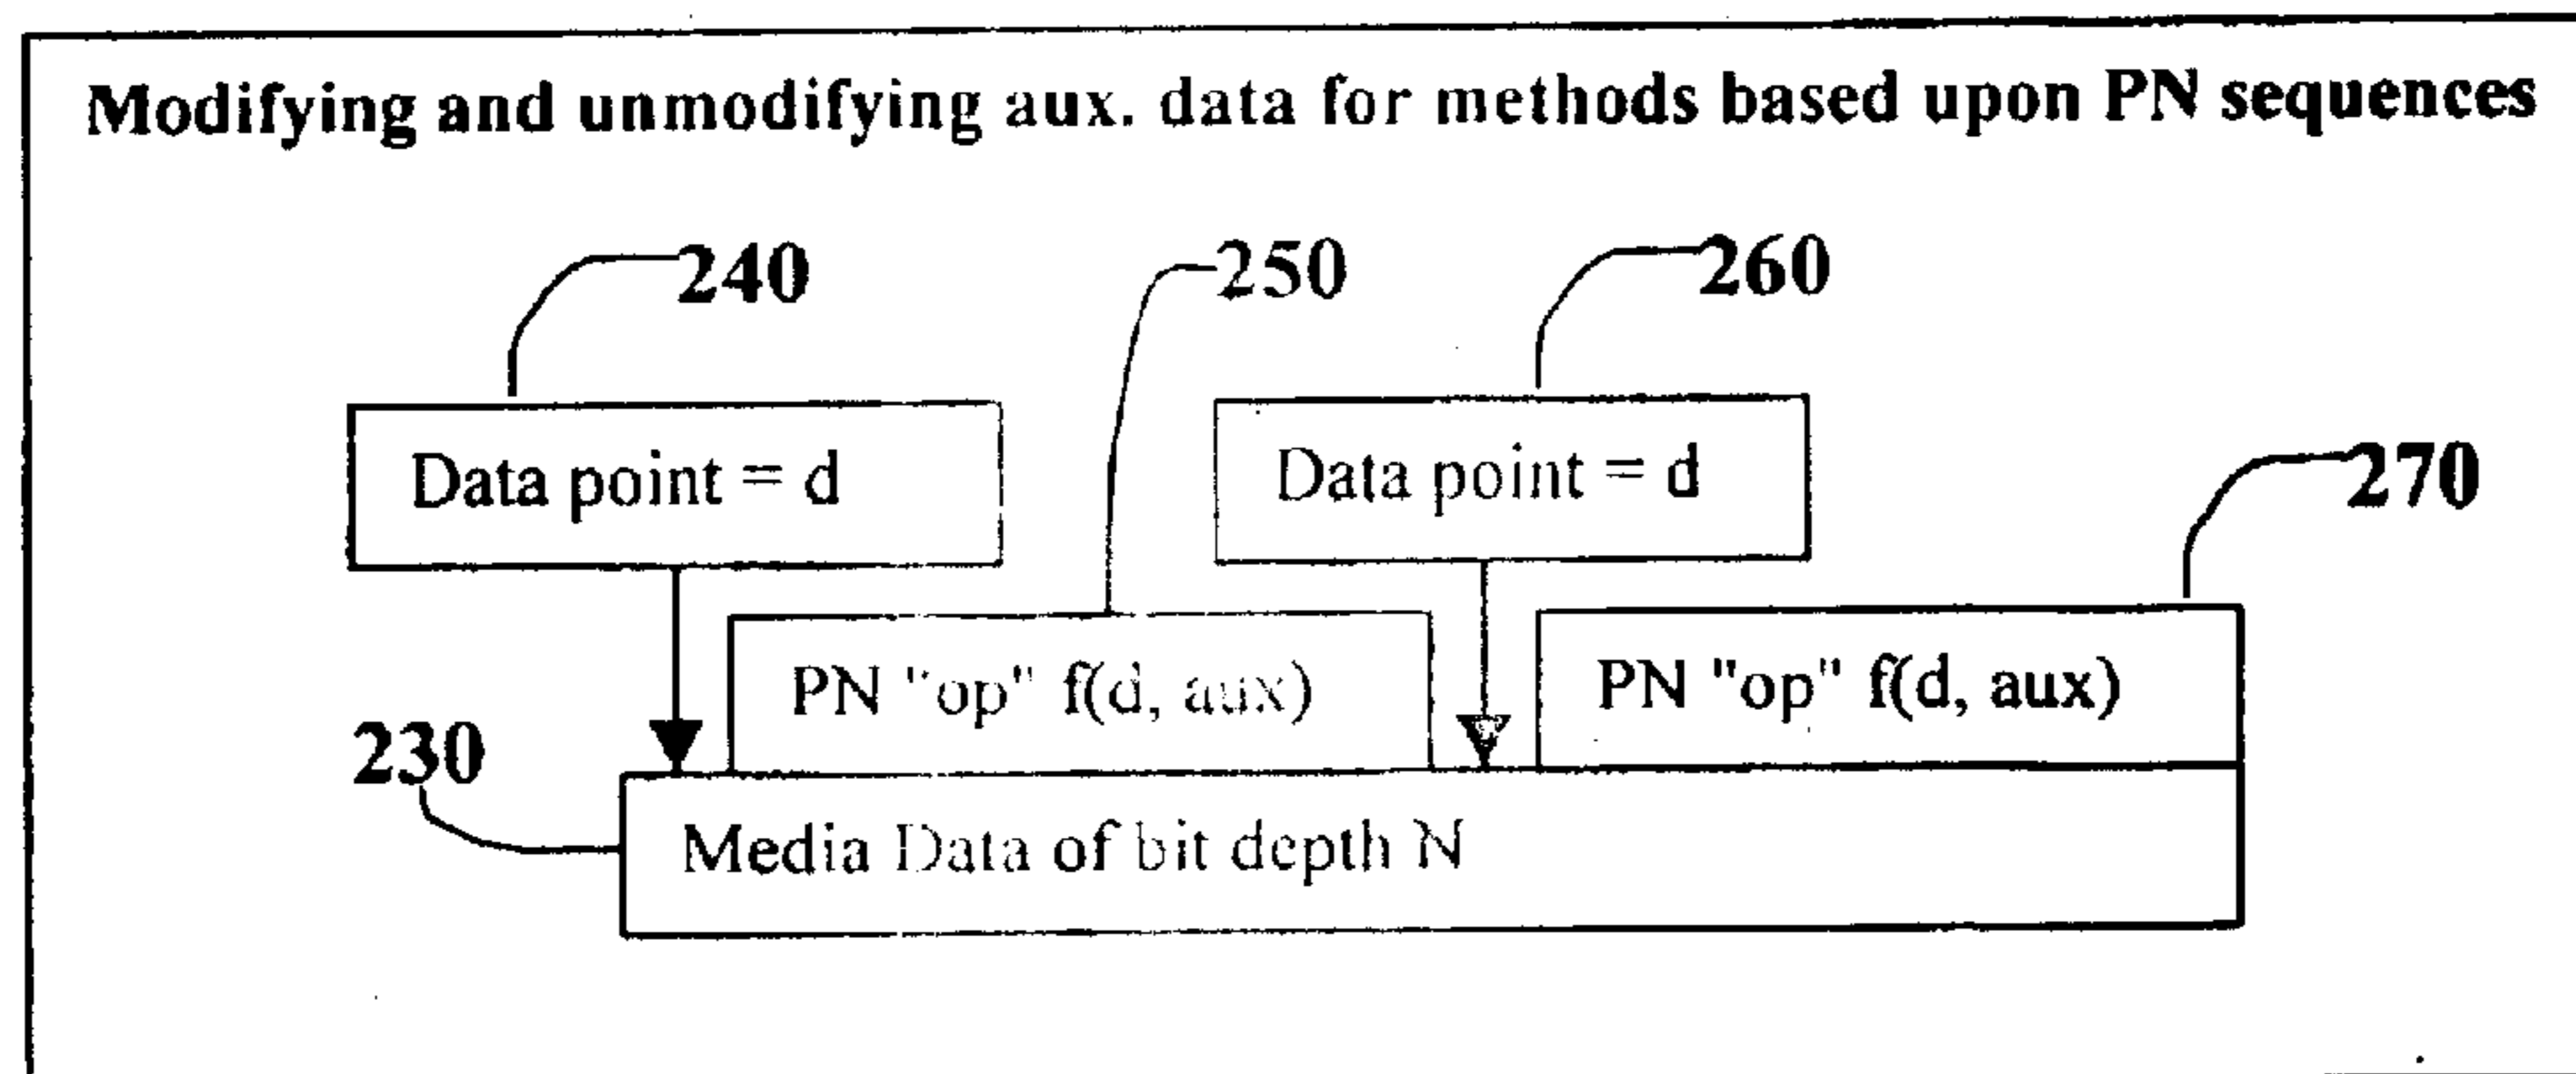 Modifying and unmodifying aux. data for methods based upon PN sequences
240
250
260
Data point = d
Data point = d
270
PN "op" f(d, aux)
PN "op" f(d, aux)
230
Media Data of bit depth N